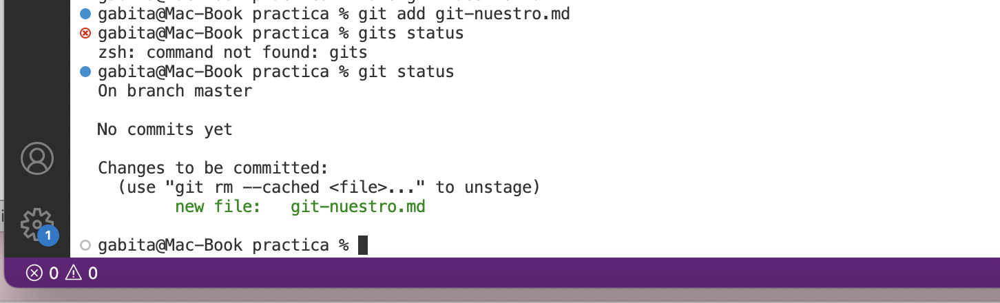 gabita@Mac-Book practica % git add git-nuestro.md
gabita@Mac-Book practica % gits status
zsh: command not found: gits
gabita@Mac-Book practica % git status
On branch master
No commits yet
Changes to be committed:
(use "git rm --cached <file>..." to unstage)
new file: git-nuestro.md
gabita@Mac-Book practica %
1
0 0